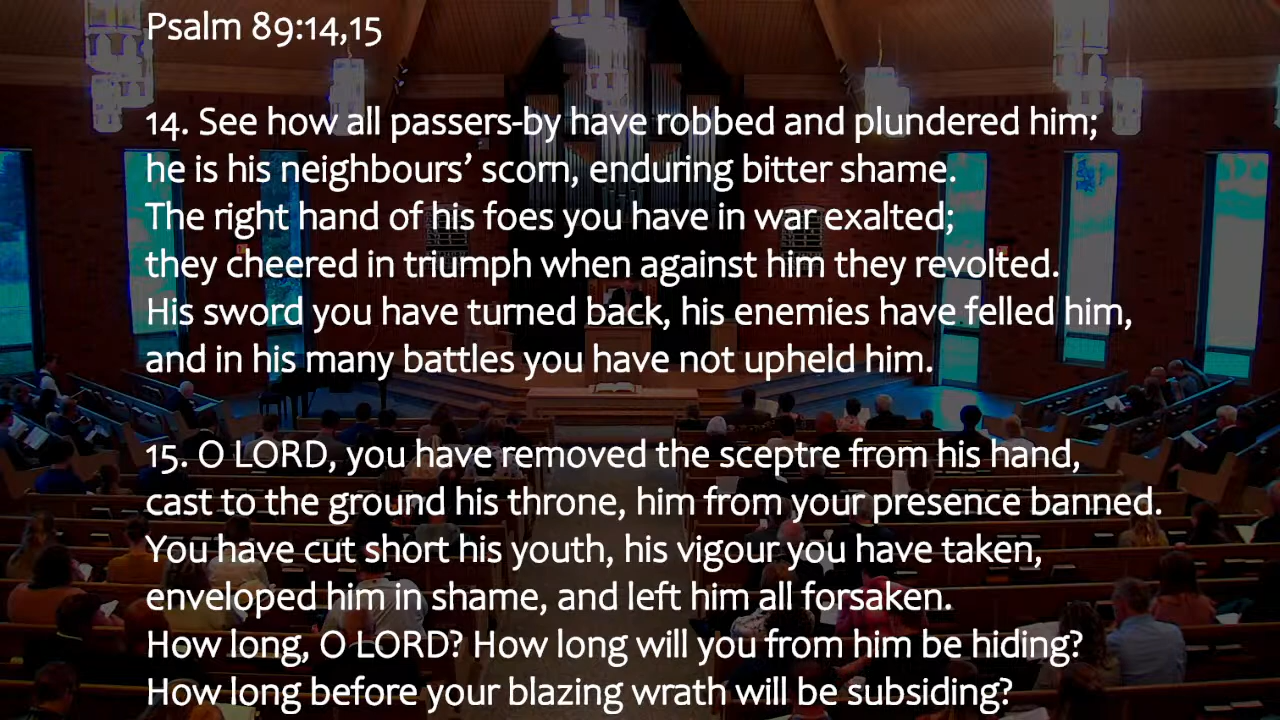 Psalm 89:14,15
14. See how all passers-by have robbed and plundered him;
he is his neighbours’ scorn, enduring bitter shame.
The right hand of his foes you have in war exalted;
they cheered in triumph when against him they revolted.
His sword you have turned back, his enemies have felled him,
and in his many battles you have not upheld him.
15. O LORD, you have removed the sceptre from his hand,
cast to the ground his throne, him from your presence banned.
You have cut short his youth, his vigour you have taken,
enveloped him in shame, and left him all forsaken.
How long, O LORD? How long will you from him be hiding?
How long before your blazing wrath will be subsiding?